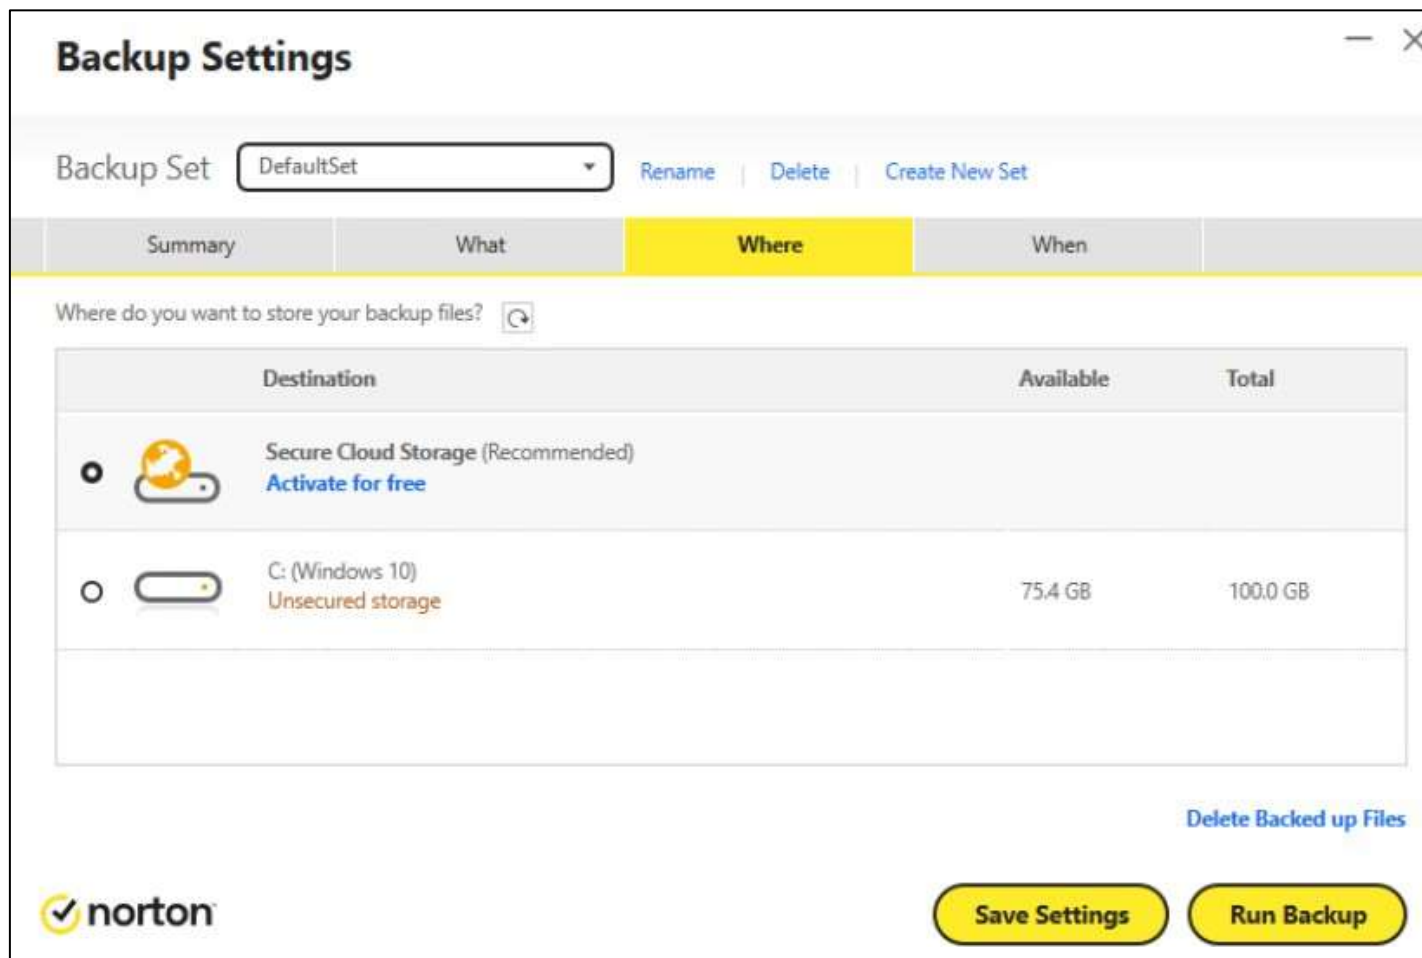 Backup Settings
Backup Set DefaultSet Rename Delete Create New Set
Summary What Where When
Where do you want to store your backup files?
Destination Available Total
Secure Cloud Storage (Recommended)
Activate for free
C: (Windows 10)
Unsecured storage
75.4 GB 100.0 GB
Delete Backed up Files
norton Save Settings Run Backup